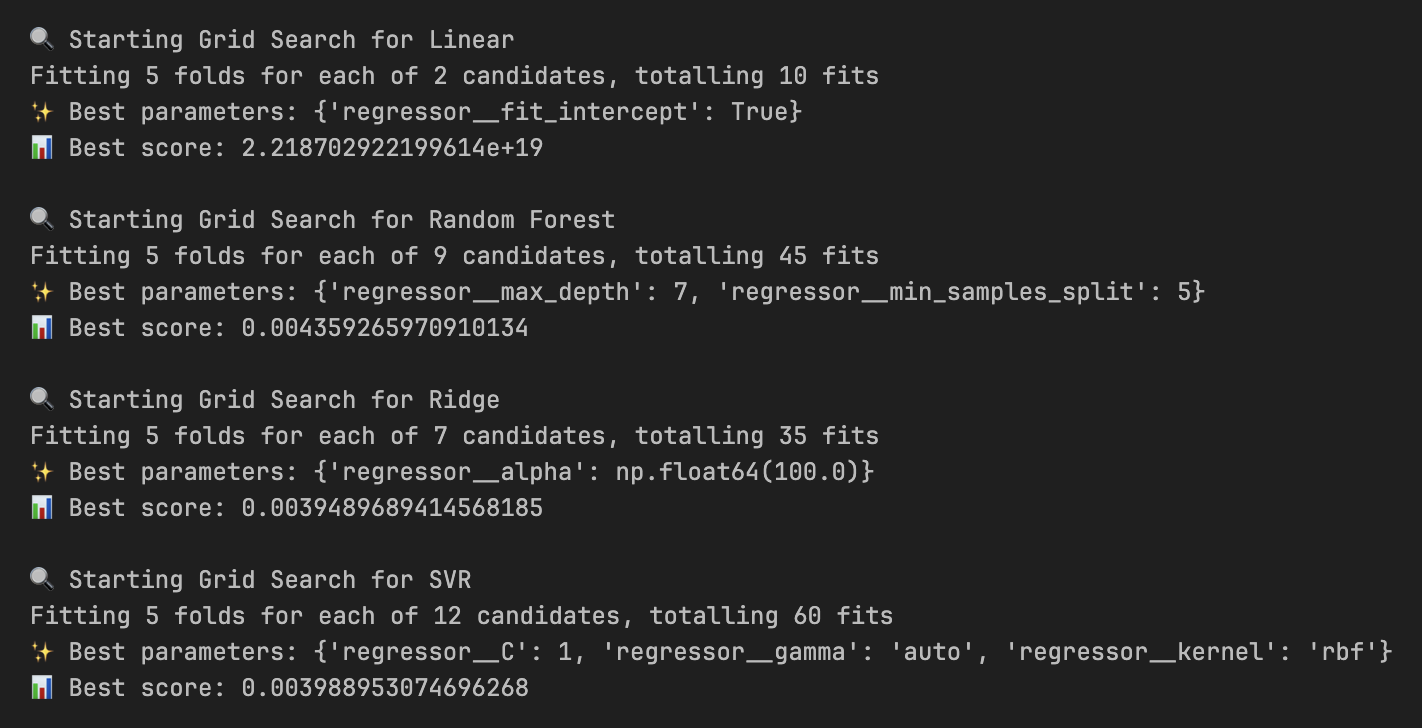 🔍 Starting Grid Search for Linear
Fitting 5 folds for each of 2 candidates, totalling 10 fits
✨ Best parameters: {'regressor__fit_intercept': True}
📊 Best score: 2.218702922199614e+19
🔍 Starting Grid Search for Random Forest
Fitting 5 folds for each of 9 candidates, totalling 45 fits
✨ Best parameters: {'regressor__max_depth': 7, 'regressor__min_samples_split': 5}
📊 Best score: 0.004359265970910134
🔍 Starting Grid Search for Ridge
Fitting 5 folds for each of 7 candidates, totalling 35 fits
✨ Best parameters: {'regressor__alpha': np.float64(100.0)}
📊 Best score: 0.0039489689414568185
🔍 Starting Grid Search for SVR
Fitting 5 folds for each of 12 candidates, totalling 60 fits
✨ Best parameters: {'regressor__C': 1, 'regressor__gamma': 'auto', 'regressor__kernel': 'rbf'}
📊 Best score: 0.003988953074696268